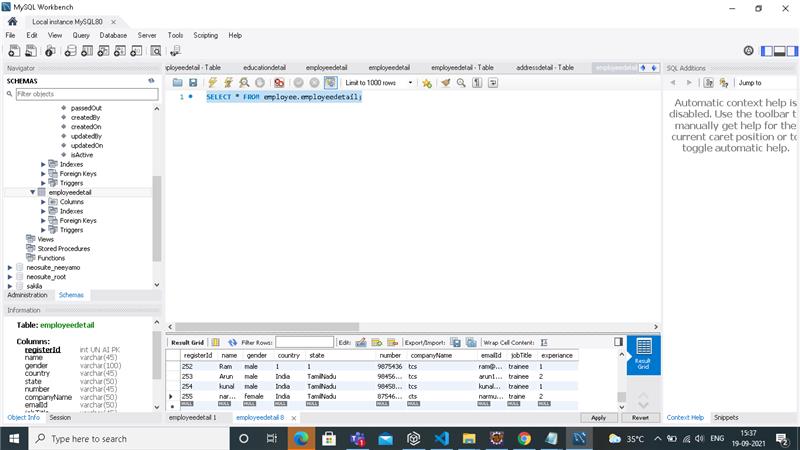 MySQL Workbench
Local instance MySQL80
File Edit View Query Database Server Tools Scripting Help
Navigator
ployeedetail - Table educationdetail employeedetail employeedetail employeedetail - Table addressdetail - Table employeedetail
SQL Additions
SCHEMAS
Limit to 1000 rows
Jump to
Filter objects
1 SELECT * FROM employee.employeedetail;
passedOut
createdBy
createdOn
updatedBy
updatedOn
isActive
Indexes
Foreign Keys
Triggers
employeedetail
Columns
Indexes
Foreign Keys
Triggers
Views
Stored Procedures
Functions
neosuite_neeyamo
neosuite_root
sakila
Automatic context help is
disabled. Use the toolbar t
manually get help for the
current caret position or to
toggle automatic help.
Administration Schemas
Information
Table: employeedetail
Columns:
registerId int UN AI PK
name varchar(45)
gender varchar(100)
country varchar(45)
state varchar(50)
number varchar(45)
companyName varchar(50)
emailId varchar(50)
Object Info Session
Result Grid Filter Rows: Edit: Export/Import: Wrap Cell Content:
registerId name gender country state number companyName emailId jobTitle experiance
252 Ram male 1 1 9875436 tcs ram@... trainee 1
253 Arun male India TamilNadu 98456... tcs arun1... trainee 2
254 kunal male India TamilNadu 98458... tcs kunal... trainee 1
255 nar... female India TamilNadu 87546... cts narmu... trainee 2
NULL NULL NULL NULL NULL NULL NULL NULL NULL NULL
Result
Grid
employeedetail 1 employeedetail 8
Apply Revert
Context Help Snippets
Type here to search
35°C
ENG
15:37
19-09-2021
2